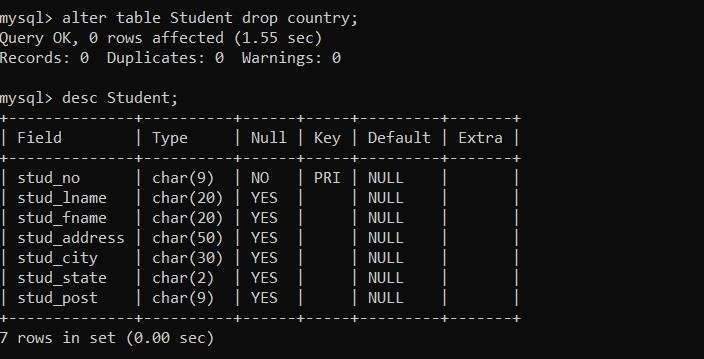 mysql> alter table Student drop country;
Query OK, 0 rows affected (1.55 sec)
Records: 0  Duplicates: 0  Warnings: 0

mysql> desc Student;
+--------------+----------+------+-----+---------+-------+
| Field        | Type     | Null | Key | Default | Extra |
+--------------+----------+------+-----+---------+-------+
| stud_no      | char(9)  | NO   | PRI | NULL    |       |
| stud_lname   | char(20) | YES  |     | NULL    |       |
| stud_fname   | char(20) | YES  |     | NULL    |       |
| stud_address | char(50) | YES  |     | NULL    |       |
| stud_city    | char(30) | YES  |     | NULL    |       |
| stud_state   | char(2)  | YES  |     | NULL    |       |
| stud_post    | char(9)  | YES  |     | NULL    |       |
+--------------+----------+------+-----+---------+-------+
7 rows in set (0.00 sec)